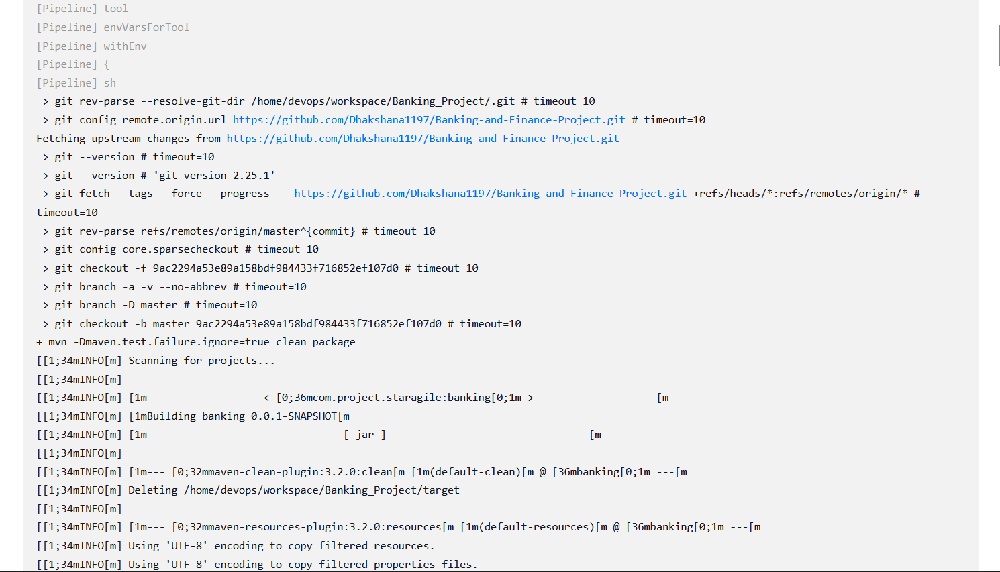 [Pipeline] tool
[Pipeline] envVarsForTool
[Pipeline] withEnv
[Pipeline] {
[Pipeline] sh
 > git rev-parse --resolve-git-dir /home/devops/workspace/Banking_Project/.git # timeout=10
 > git config remote.origin.url https://github.com/Dhakshana1197/Banking-and-Finance-Project.git # timeout=10
Fetching upstream changes from https://github.com/Dhakshana1197/Banking-and-Finance-Project.git
 > git --version # timeout=10
 > git --version # 'git version 2.25.1'
 > git fetch --tags --force --progress -- https://github.com/Dhakshana1197/Banking-and-Finance-Project.git +refs/heads/*:refs/remotes/origin/* #
timeout=10
 > git rev-parse refs/remotes/origin/master^{commit} # timeout=10
 > git config core.sparsecheckout # timeout=10
 > git checkout -f 9ac2294a53e89a158bdf984433f716852ef107d0 # timeout=10
 > git branch -a -v --no-abbrev # timeout=10
 > git branch -D master # timeout=10
 > git checkout -b master 9ac2294a53e89a158bdf984433f716852ef107d0 # timeout=10
+ mvn -Dmaven.test.failure.ignore=true clean package
[[1;34mINFO[m] Scanning for projects...
[[1;34mINFO[m]
[[1;34mINFO[m] [1m-------------------< [0;36mcom.project.staragile:banking[0;1m >--------------------[m
[[1;34mINFO[m] [1mBuilding banking 0.0.1-SNAPSHOT[m
[[1;34mINFO[m] [1m--------------------------------[ jar ]---------------------------------[m
[[1;34mINFO[m]
[[1;34mINFO[m] [1m--- [0;32mmaven-clean-plugin:3.2.0:clean[m [1m(default-clean)[m @ [36mbanking[0;1m ---[m
[[1;34mINFO[m] Deleting /home/devops/workspace/Banking_Project/target
[[1;34mINFO[m]
[[1;34mINFO[m] [1m--- [0;32mmaven-resources-plugin:3.2.0:resources[m [1m(default-resources)[m @ [36mbanking[0;1m ---[m
[[1;34mINFO[m] Using 'UTF-8' encoding to copy filtered resources.
[[1;34mINFO[m] Using 'UTF-8' encoding to copy filtered properties files.